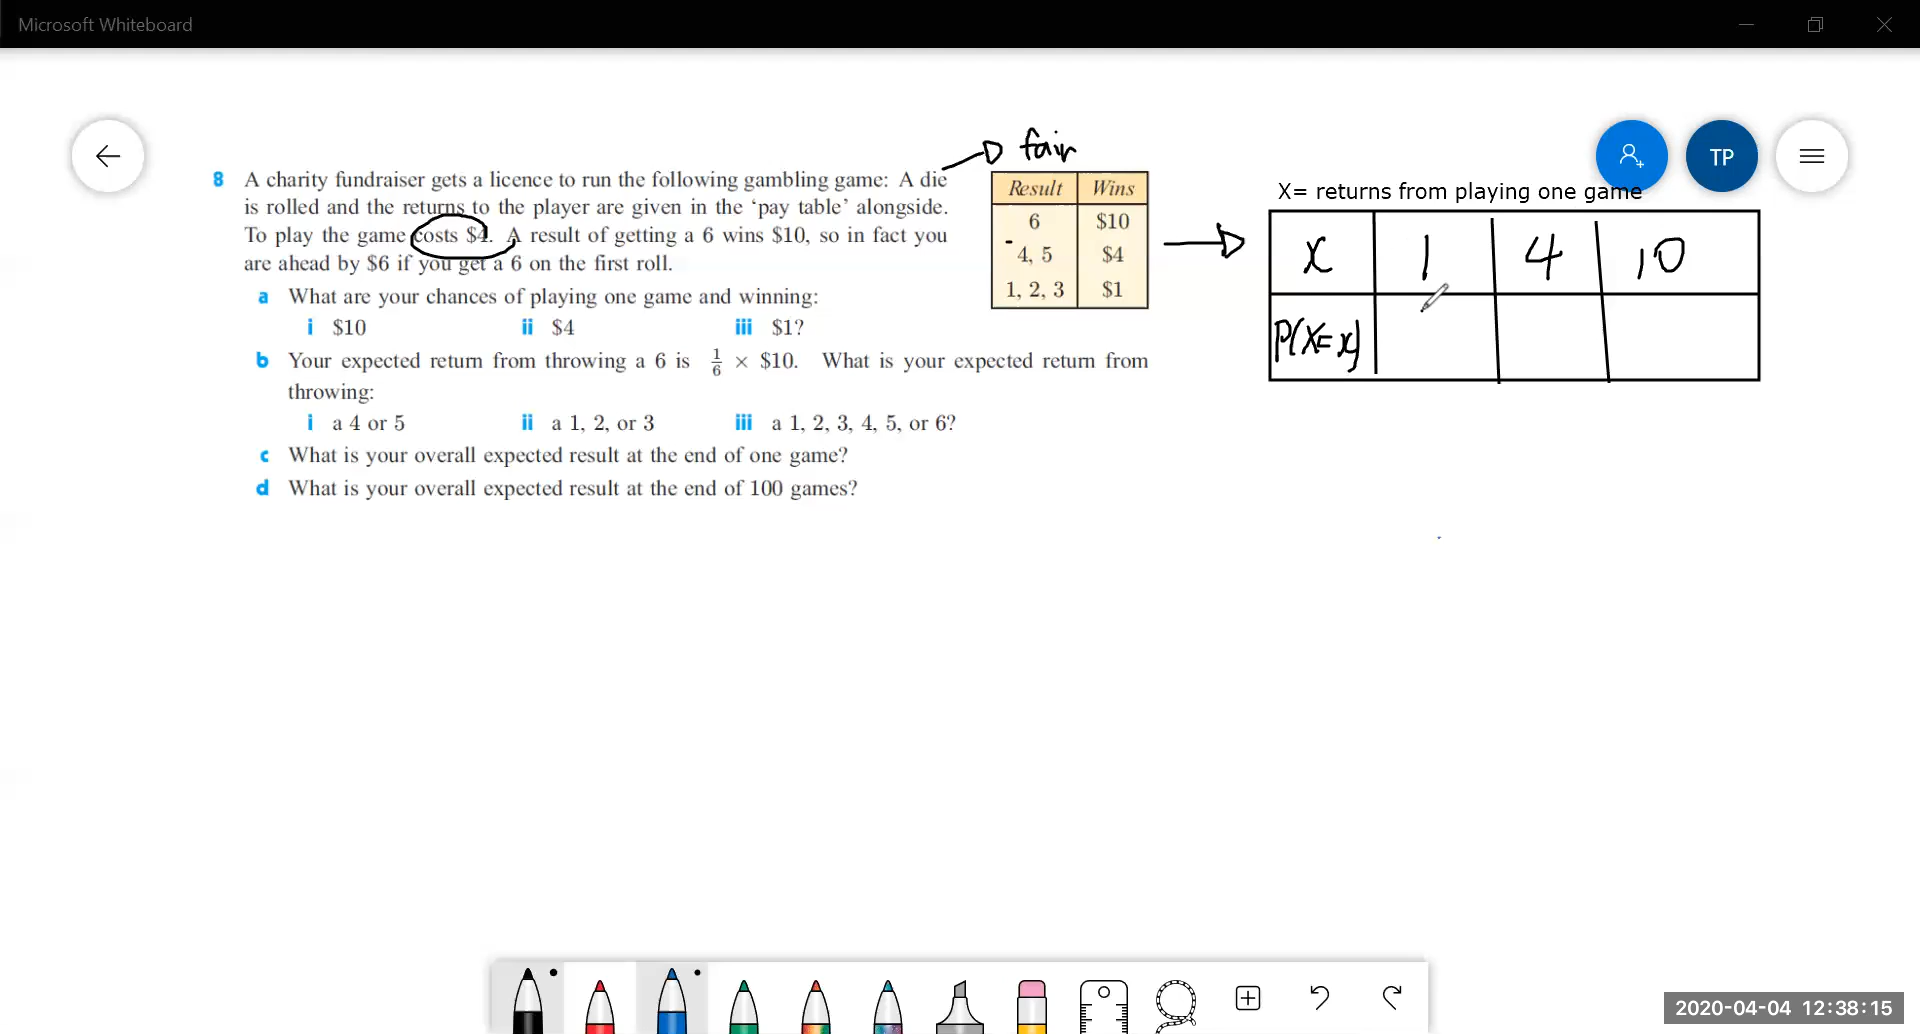 Microsoft Whiteboard
fair
TP
8 A charity fundraiser gets a licence to run the following gambling game: A die
is rolled and the returns to the player are given in the ‘pay table’ alongside.
To play the game costs $4. A result of getting a 6 wins $10, so in fact you
are ahead by $6 if you get a 6 on the first roll.
Result Wins
6 $10
4, 5 $4
1, 2, 3 $1
X= returns from playing one game
x 1 4 10
P(X=x)
a What are your chances of playing one game and winning:
i $10 ii $4 iii $1?
b Your expected return from throwing a 6 is 1/6 × $10. What is your expected return from
throwing:
i a 4 or 5 ii a 1, 2, or 3 iii a 1, 2, 3, 4, 5, or 6?
c What is your overall expected result at the end of one game?
d What is your overall expected result at the end of 100 games?
2020-04-04 12:38:15